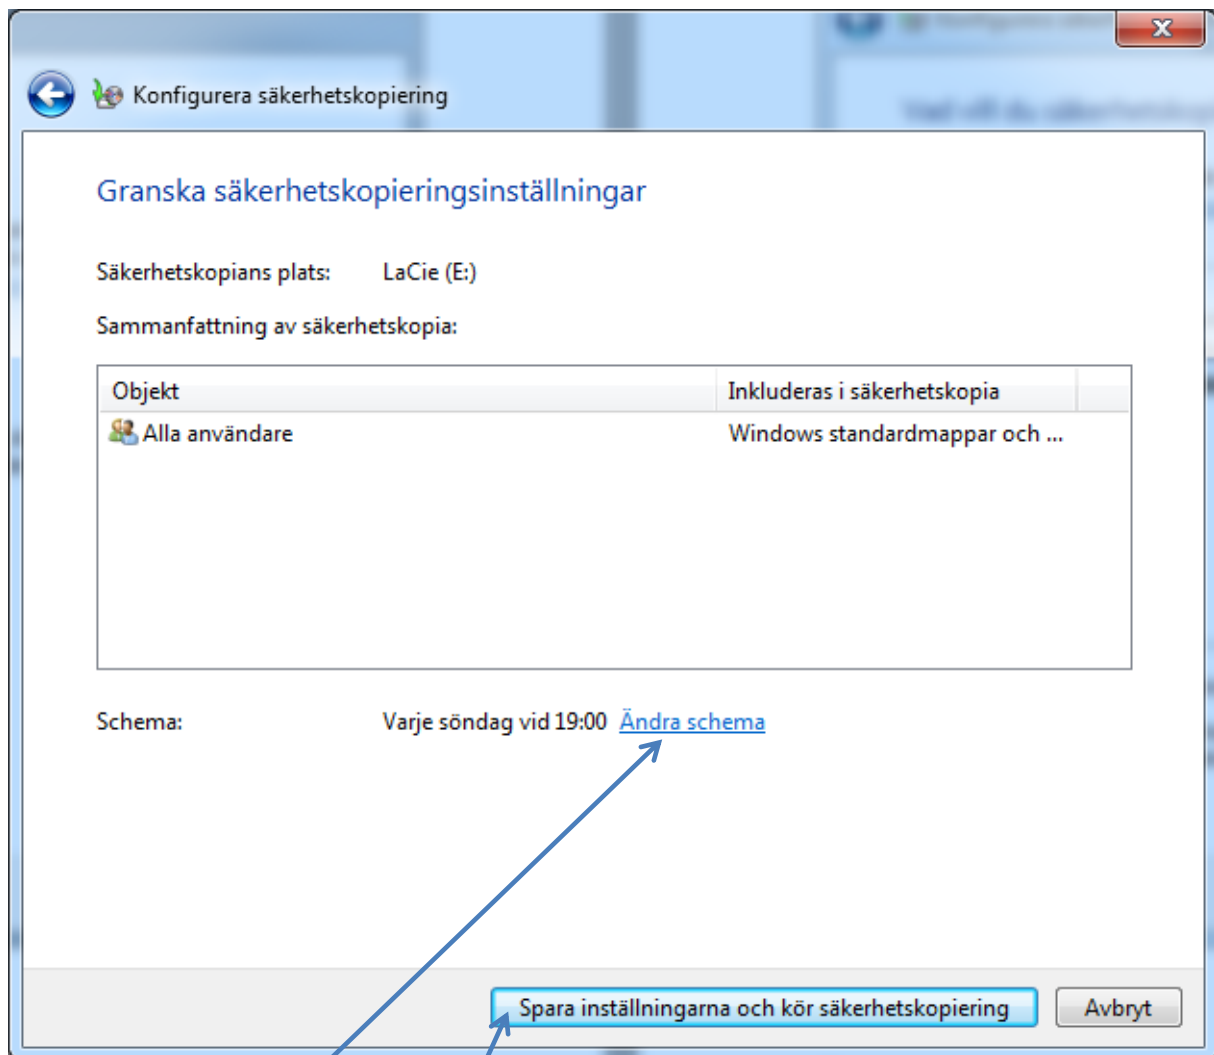 Konfigurera säkerhetskopiering
Granska säkerhetskopieringsinställningar
Säkerhetskopians plats: LaCie (E:)
Sammanfattning av säkerhetskopia:
Objekt Inkluderas i säkerhetskopia
Alla användare Windows standardmappar och ...
Schema: Varje söndag vid 19:00 Ändra schema
Spara inställningarna och kör säkerhetskopiering Avbryt